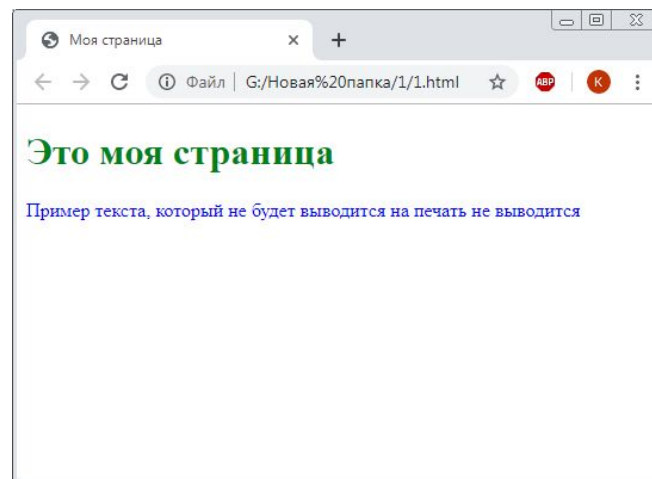 Моя страница
Файл G:/Новая%20папка/1/1.html ABP K
Это моя страница
Пример текста, который не будет выводится на печать не выводится